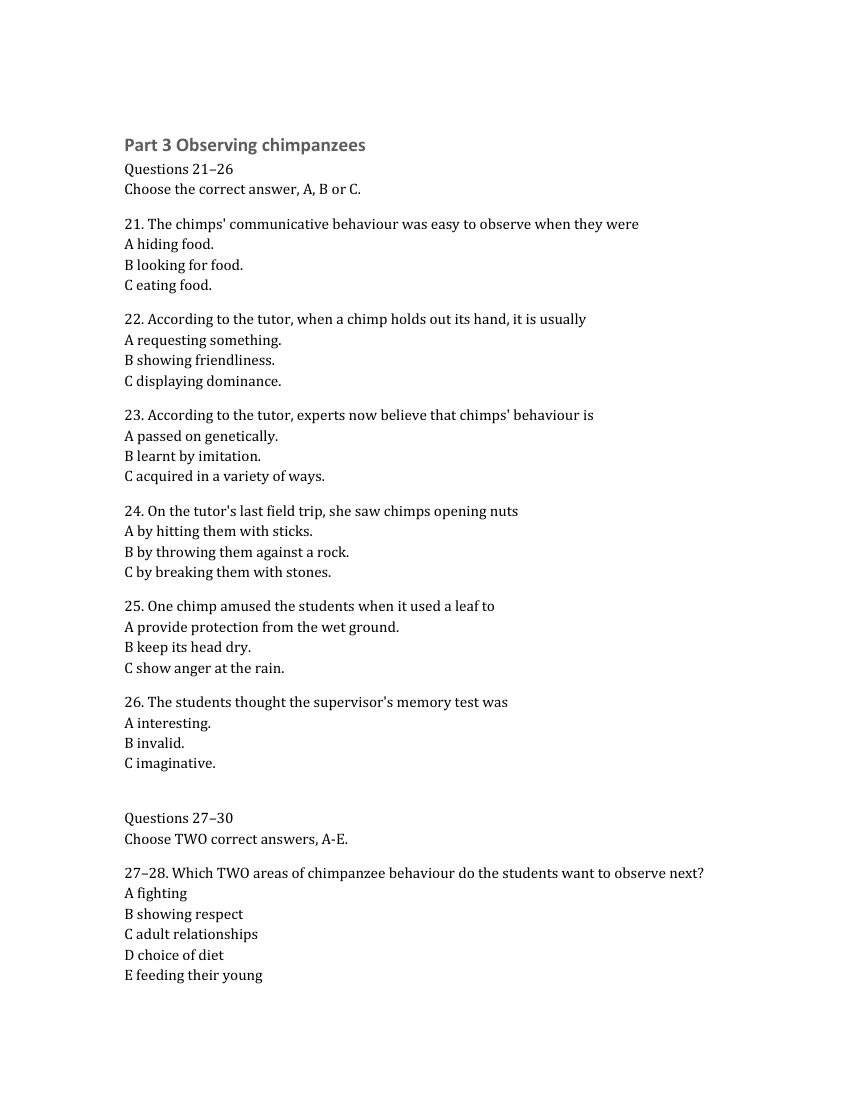 Part 3 Observing chimpanzees
Questions 21–26
Choose the correct answer, A, B or C.
21. The chimps' communicative behaviour was easy to observe when they were
A hiding food.
B looking for food.
C eating food.
22. According to the tutor, when a chimp holds out its hand, it is usually
A requesting something.
B showing friendliness.
C displaying dominance.
23. According to the tutor, experts now believe that chimps' behaviour is
A passed on genetically.
B learnt by imitation.
C acquired in a variety of ways.
24. On the tutor's last field trip, she saw chimps opening nuts
A by hitting them with sticks.
B by throwing them against a rock.
C by breaking them with stones.
25. One chimp amused the students when it used a leaf to
A provide protection from the wet ground.
B keep its head dry.
C show anger at the rain.
26. The students thought the supervisor's memory test was
A interesting.
B invalid.
C imaginative.
Questions 27–30
Choose TWO correct answers, A-E.
27–28. Which TWO areas of chimpanzee behaviour do the students want to observe next?
A fighting
B showing respect
C adult relationships
D choice of diet
E feeding their young